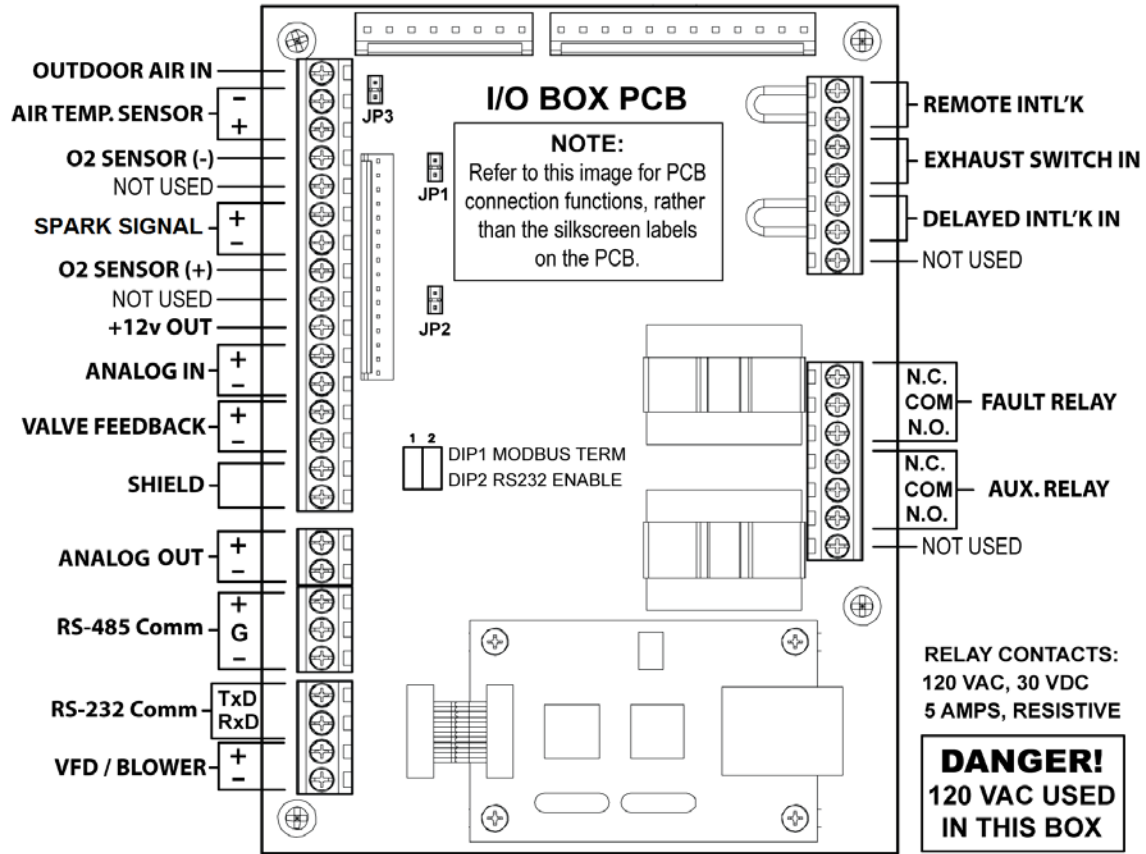 OUTDOOR AIR IN
AIR TEMP. SENSOR
-
+
O2 SENSOR (-)
NOT USED
SPARK SIGNAL
+
-
O2 SENSOR (+)
NOT USED
+12v OUT
ANALOG IN
+
-
VALVE FEEDBACK
+
-
SHIELD
ANALOG OUT
+
-
RS-485 Comm
+
G
-
RS-232 Comm
TxD
RxD
VFD / BLOWER
+
-
JP3
I/O BOX PCB
NOTE:
Refer to this image for PCB
connection functions, rather
than the silkscreen labels
on the PCB.
JP1
JP2
1 2
DIP1 MODBUS TERM
DIP2 RS232 ENABLE
REMOTE INTL'K
EXHAUST SWITCH IN
DELAYED INTL'K IN
NOT USED
N.C.
COM
N.O.
FAULT RELAY
N.C.
COM
N.O.
AUX. RELAY
NOT USED
RELAY CONTACTS:
120 VAC, 30 VDC
5 AMPS, RESISTIVE
DANGER!
120 VAC USED
IN THIS BOX